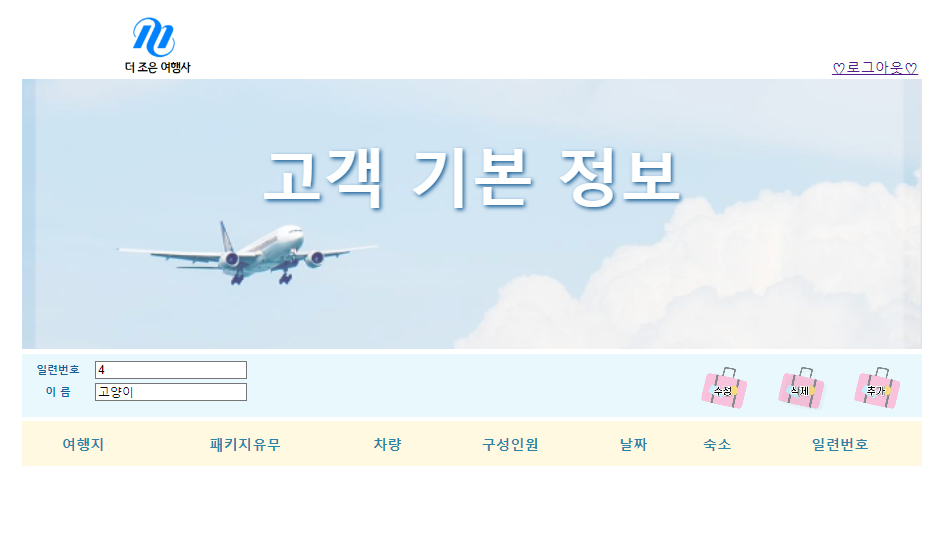 더 조은 여행사
♡로그아웃♡
고객 기본 정보
일련번호 4
이 름 고양이
수정 삭제 추개
여행지 패키지유무 차량 구성인원 날짜 숙소 일련번호